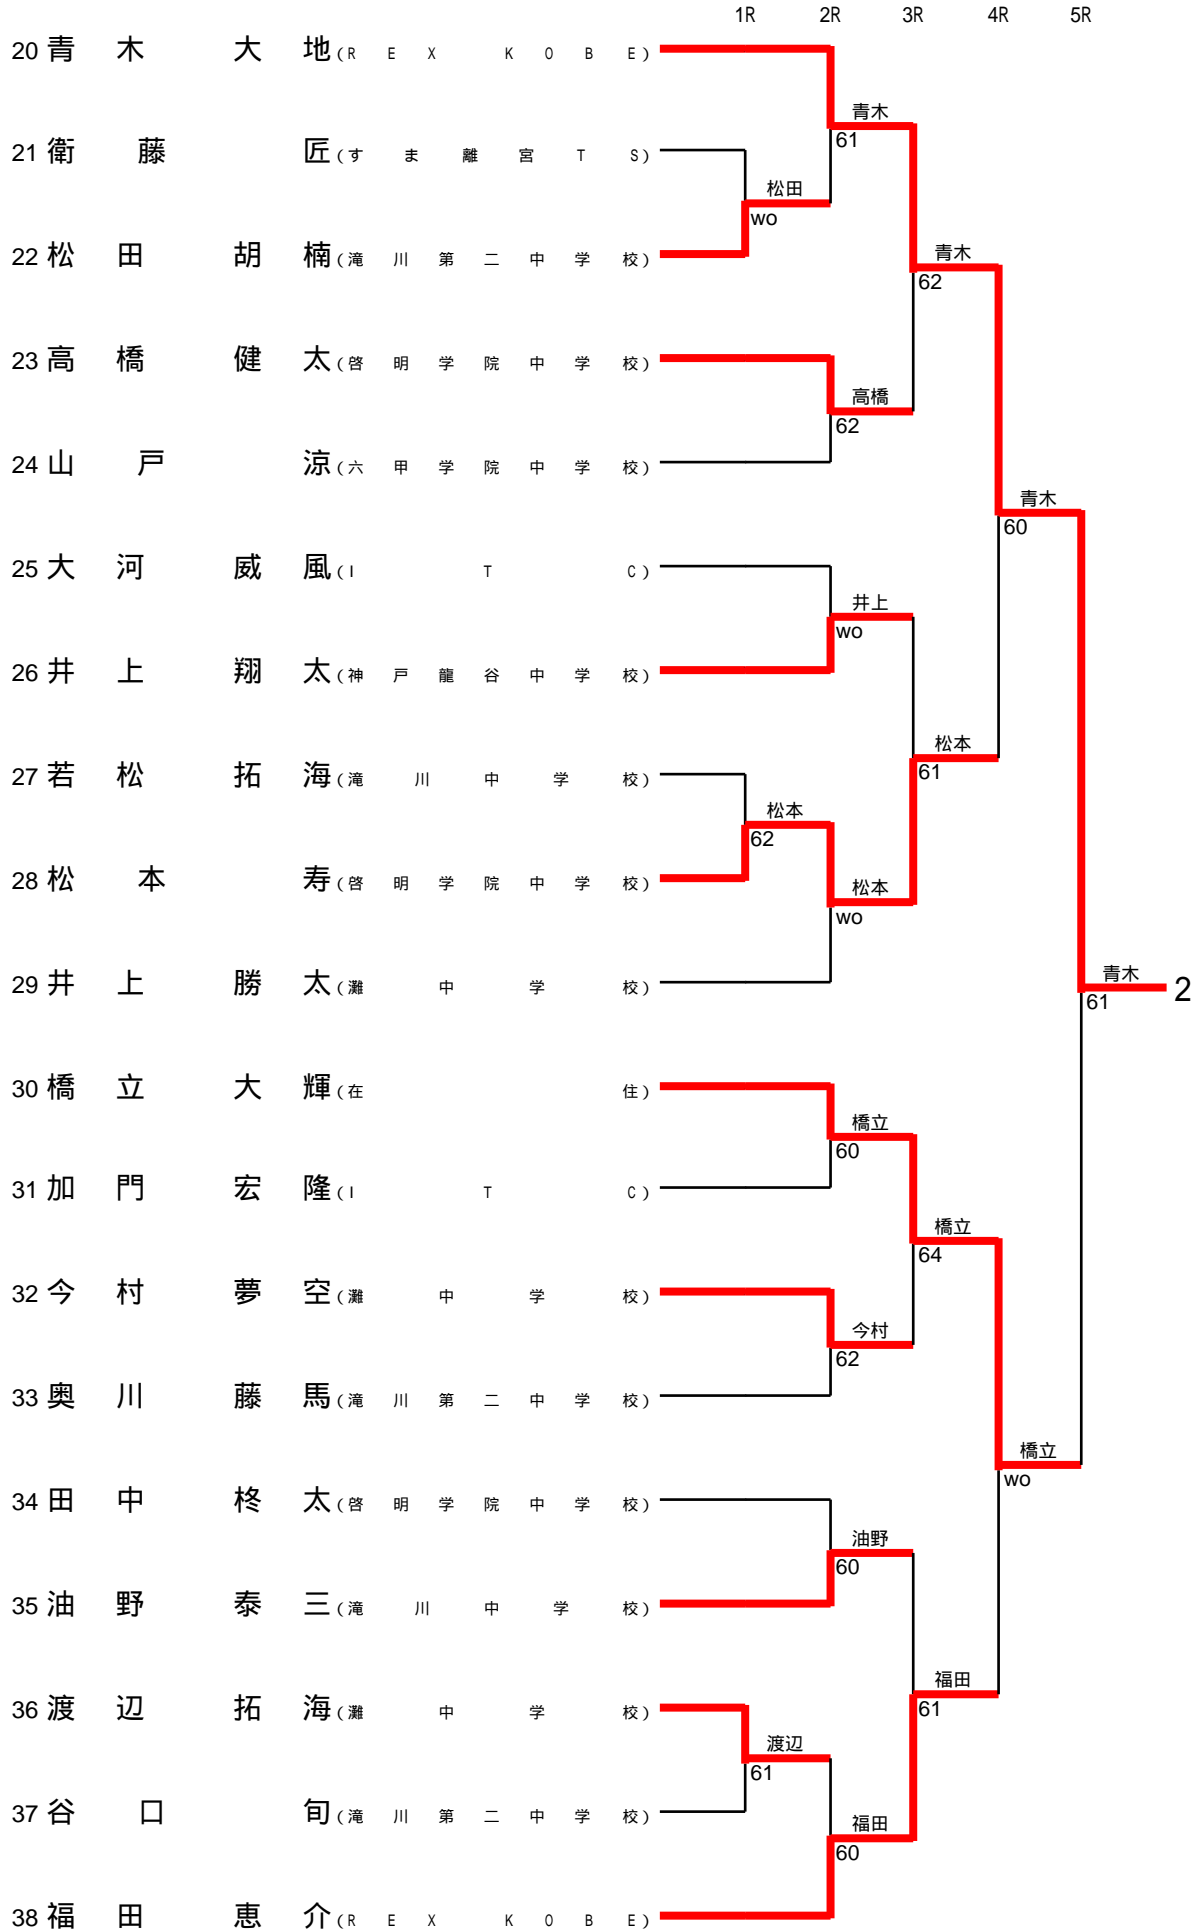 1R 2R 3R 4R 5R
20 青木 大地 (REX KOBE)
青木
61
21 衛藤 匠 (すま離宮TS)
松田
wo
22 松田 胡楠 (滝川第二中学校)
青木
62
23 高橋 健太 (啓明学院中学校)
高橋
62
24 山戸 涼 (六甲学院中学校)
青木
60
25 大河 威風 (ITC)
井上
wo
26 井上 翔太 (神戸龍谷中学校)
松本
61
27 若松 拓海 (滝川中学校)
松本
62
28 松本 寿 (啓明学院中学校)
松本
wo
29 井上 勝太 (灘中学校)
青木 2
61
30 橋立 大輝 (在住)
橋立
60
31 加門 宏隆 (ITC)
橋立
64
32 今村 夢空 (灘中学校)
今村
62
33 奥川 藤馬 (滝川第二中学校)
橋立
wo
34 田中 柊太 (啓明学院中学校)
油野
60
35 油野 泰三 (滝川中学校)
福田
61
36 渡辺 拓海 (灘中学校)
渡辺
61
37 谷口 旬 (滝川第二中学校)
福田
60
38 福田 恵介 (REX KOBE)